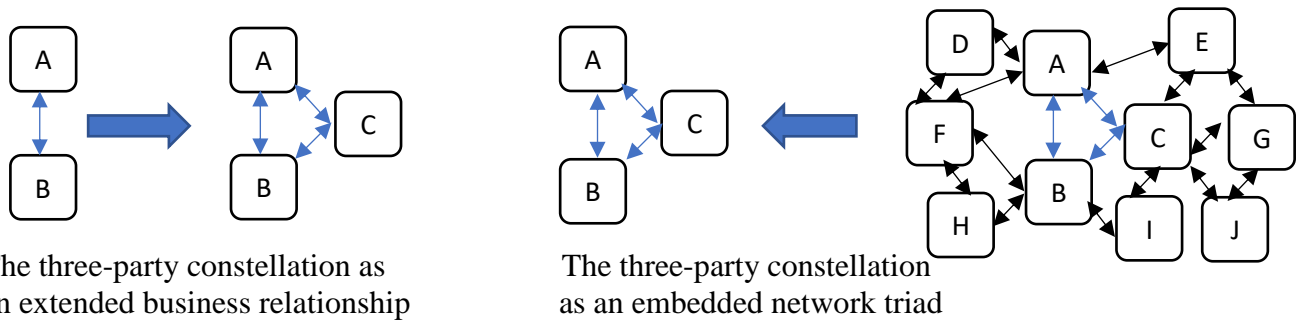 A
B
A
C
B
A
C
B
D
A
E
F
C
G
B
H
I
J
he three-party constellation as
n extended business relationship
The three-party constellation
as an embedded network triad